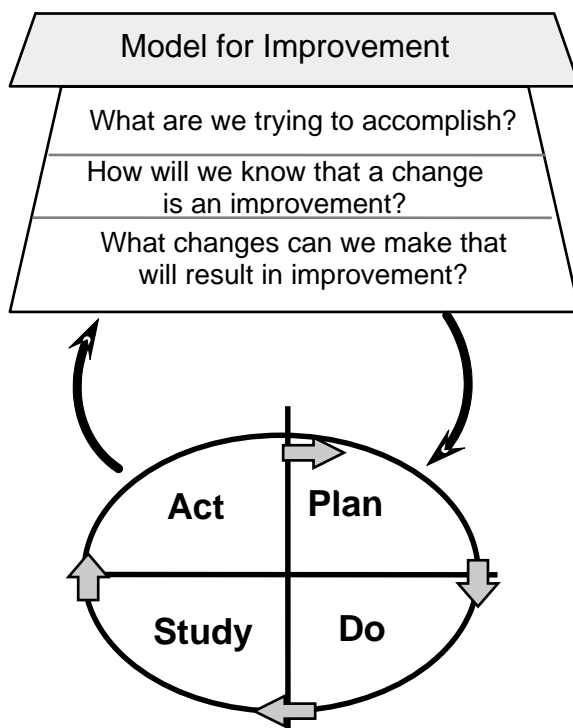 Model for Improvement
What are we trying to accomplish?
How will we know that a change
is an improvement?
What changes can we make that
will result in improvement?
Act
Plan
Study
Do